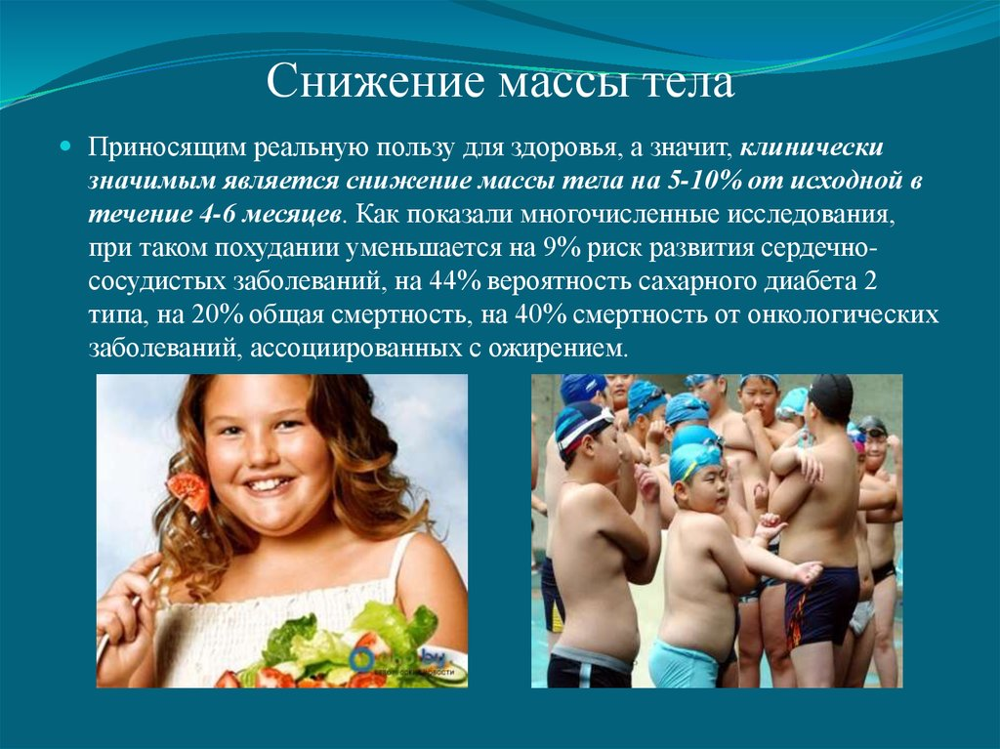 Снижение массы тела
Приносящим реальную пользу для здоровья, а значит, клинически
значимым является снижение массы тела на 5-10% от исходной в
течение 4-6 месяцев. Как показали многочисленные исследования,
при таком похудании уменьшается на 9% риск развития сердечно-
сосудистых заболеваний, на 44% вероятность сахарного диабета 2
типа, на 20% общая смертность, на 40% смертность от онкологических
заболеваний, ассоциированных с ожирением.